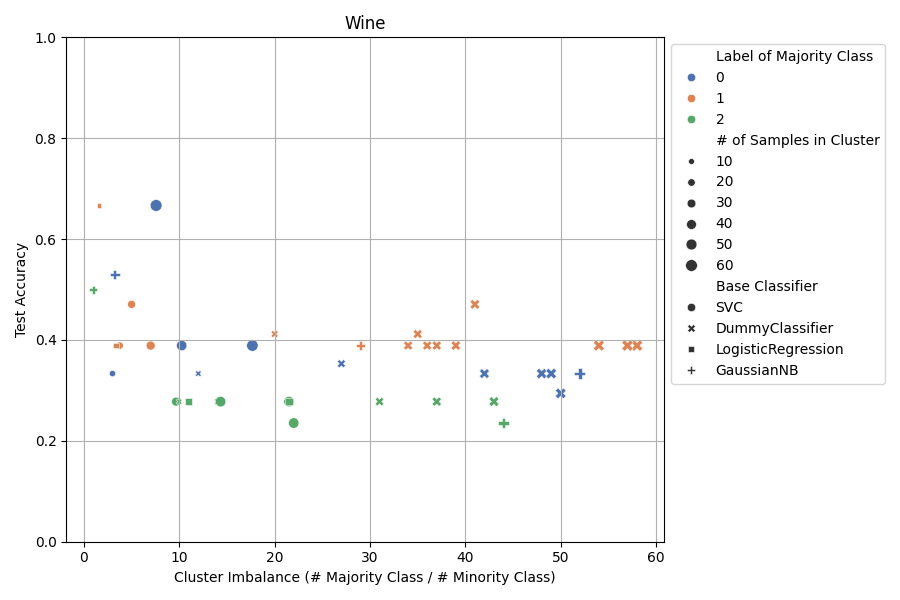 Wine
1.0
0.8
0.6
0.4
0.2
0.0
Test Accuracy
0 10 20 30 40 50 60
Cluster Imbalance (# Majority Class / # Minority Class)
Label of Majority Class
0
1
2
# of Samples in Cluster
10
20
30
40
50
60
Base Classifier
SVC
DummyClassifier
LogisticRegression
GaussianNB